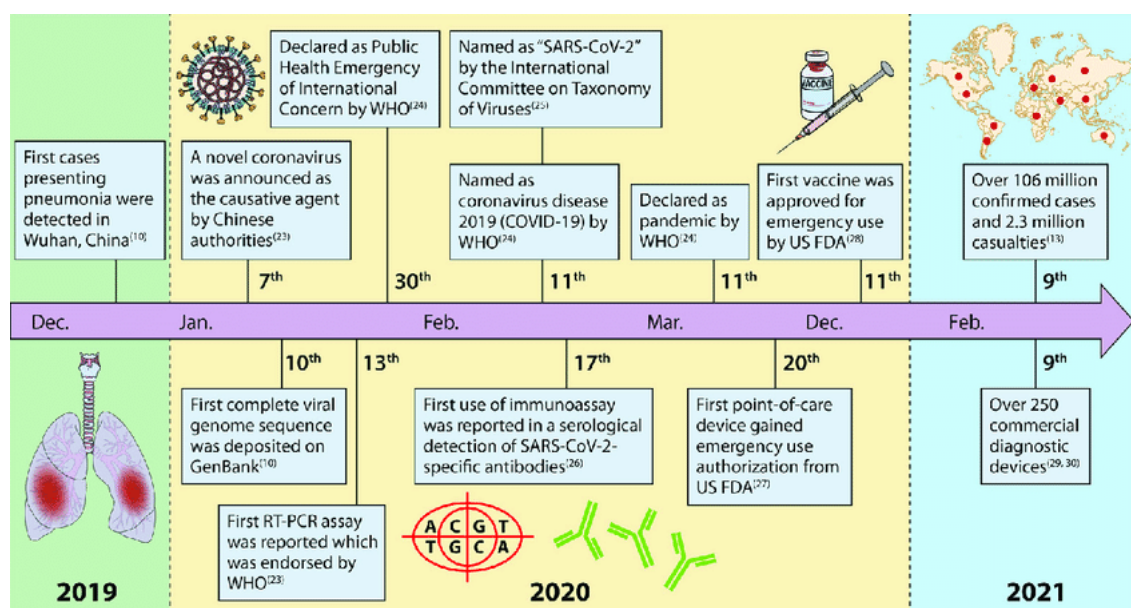 Declared as Public
Health Emergency
of International
Concern by WHO(24)
Named as “SARS-CoV-2”
by the International
Committee on Taxonomy
of Viruses(25)
VACCINE
First cases
presenting
pneumonia were
detected in
Wuhan, China(10)
A novel coronavirus
was announced as
the causative agent
by Chinese
authorities(23)
Named as
coronavirus disease
2019 (COVID-19) by
WHO(24)
Declared as
pandemic by
WHO(24)
First vaccine was
approved for
emergency use
by US FDA(28)
Over 106 million
confirmed cases
and 2.3 million
casualties(13)
7th 30th 11th 11th 11th 9th
Dec. Jan. Feb. Mar. Dec. Feb.
10th 13th 17th 20th 9th
First complete viral
genome sequence
was deposited on
GenBank(10)
First RT-PCR assay
was reported which
was endorsed by
WHO(23)
First use of immunoassay
was reported in a serological
detection of SARS-CoV-2-
specific antibodies(26)
First point-of-care
device gained
emergency use
authorization from
US FDA(27)
Over 250
commercial
diagnostic
devices(29, 30)
A C G T
T G C A
2019 2020 2021